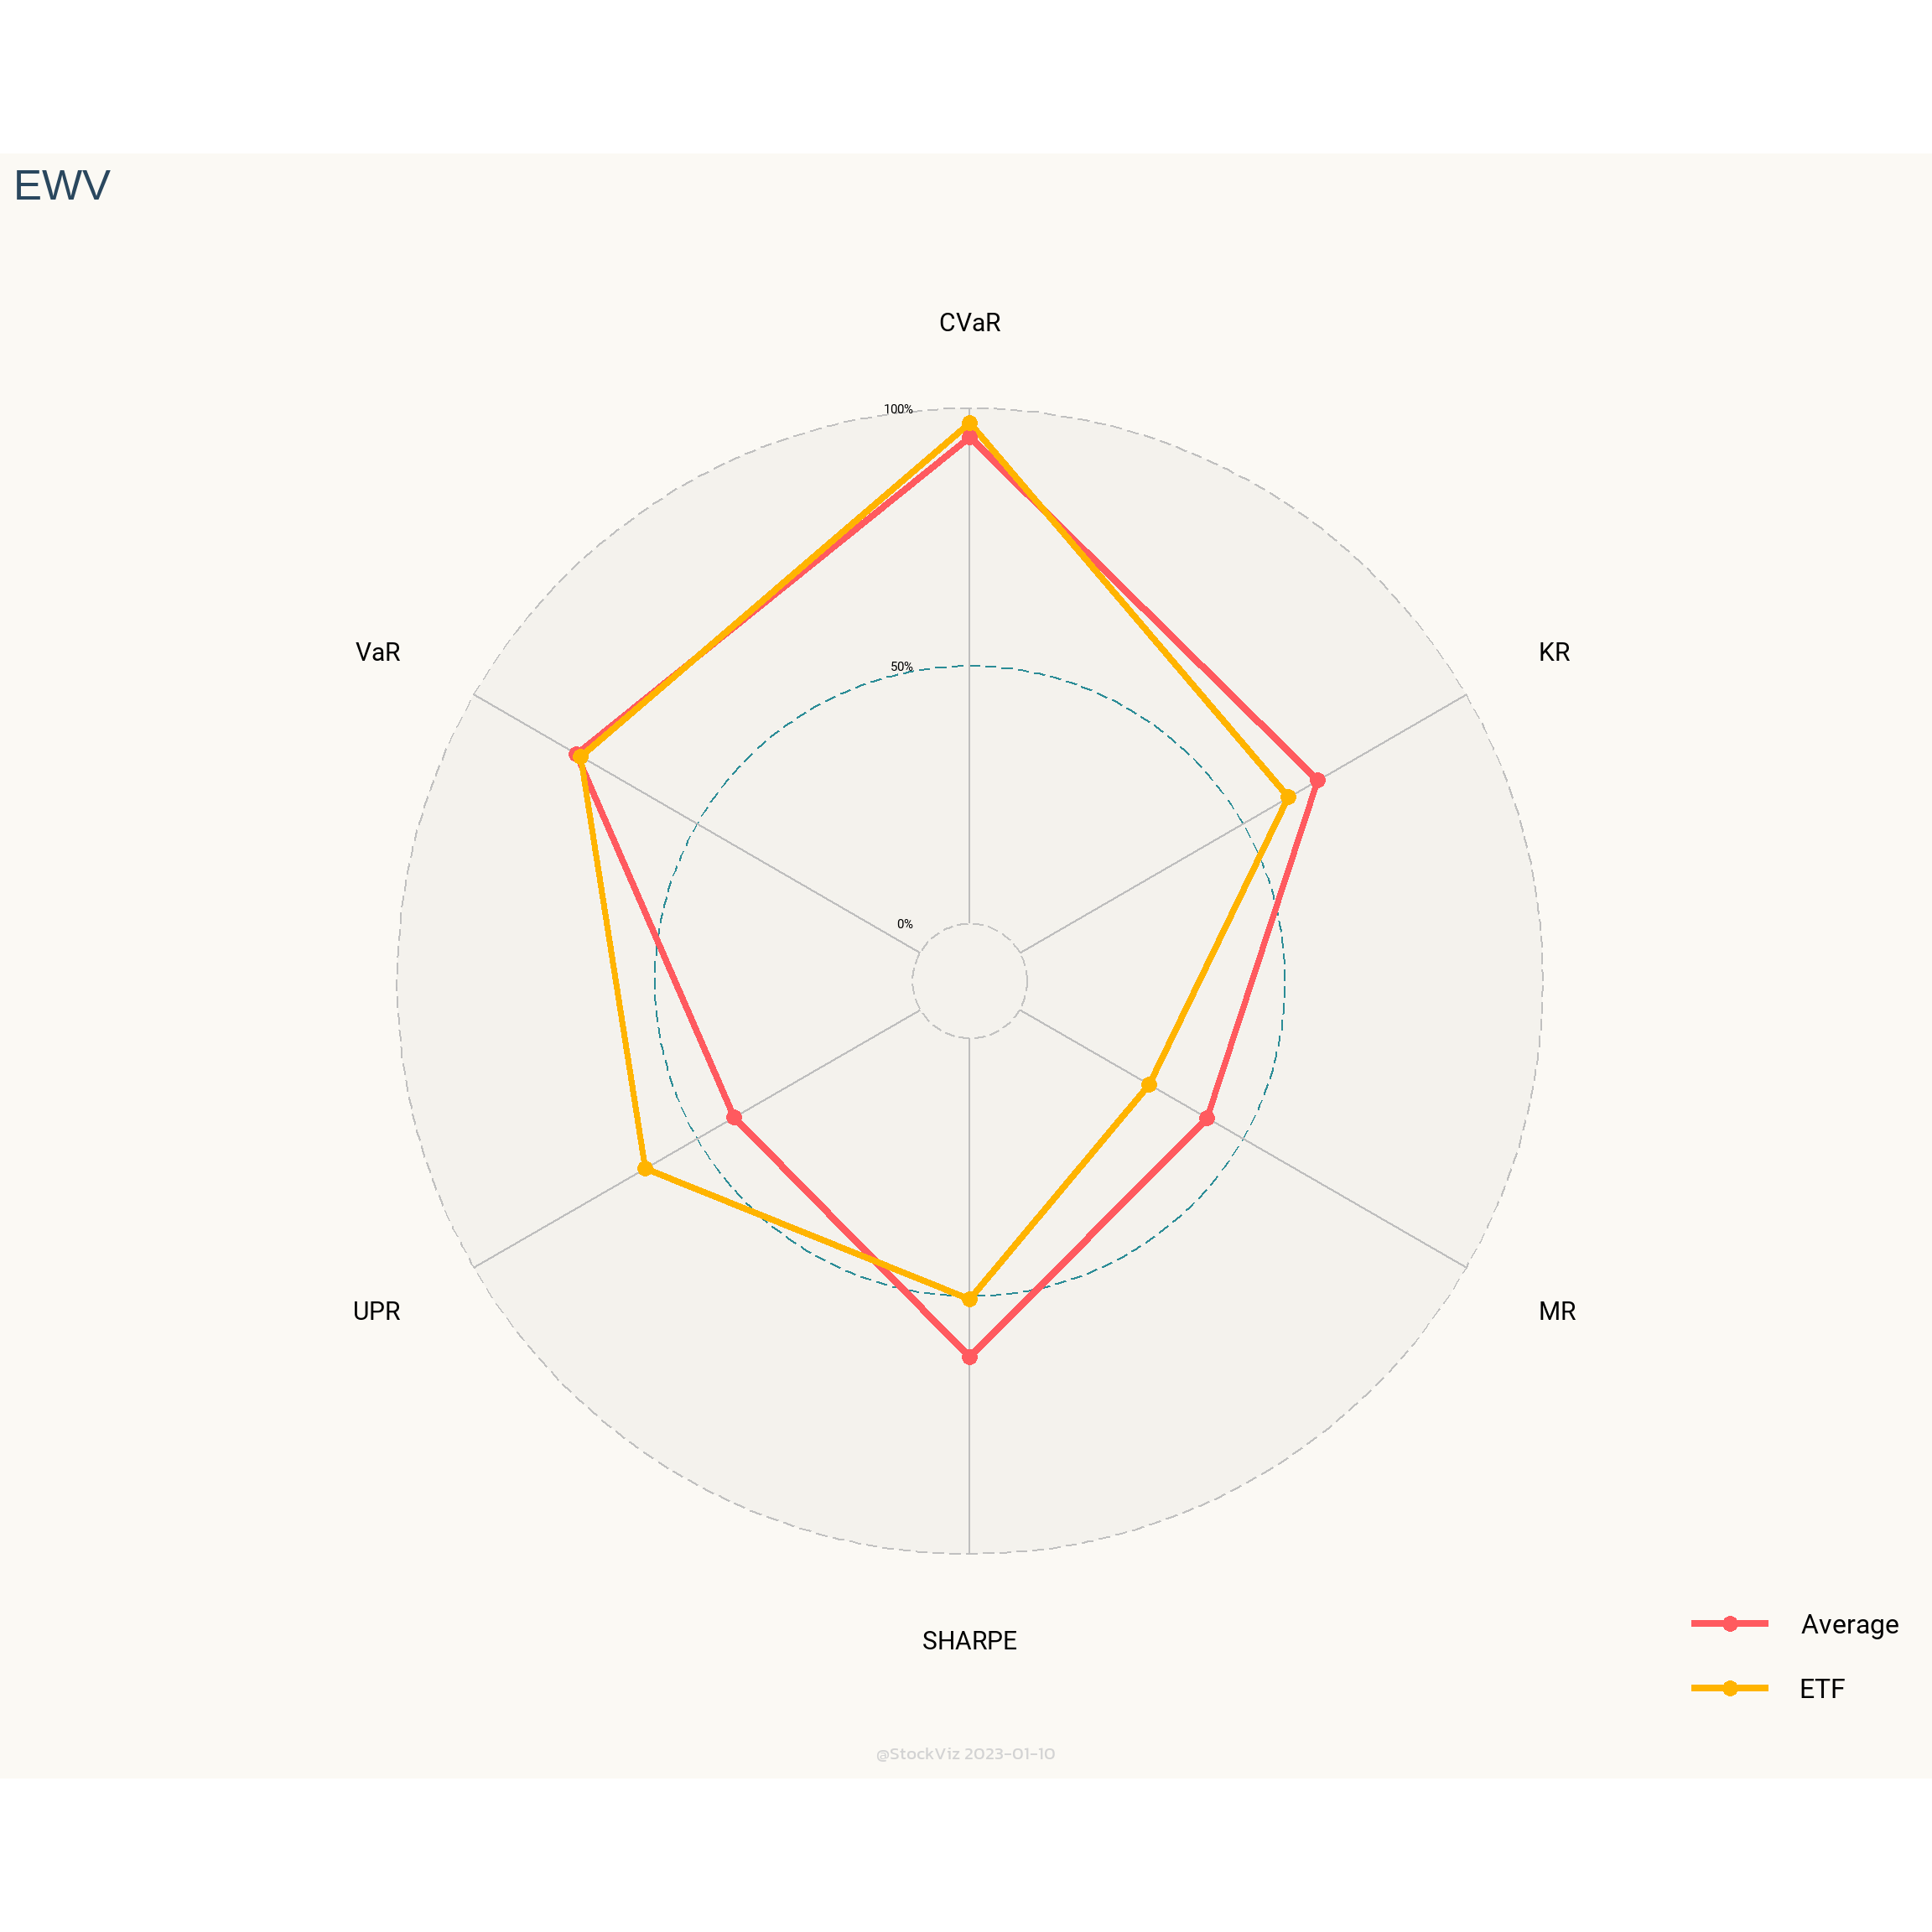 EWV
CVaR
100%
KR
VaR
50%
0%
UPR
MR
SHARPE
Average
ETF
@StockViz 2023-01-10